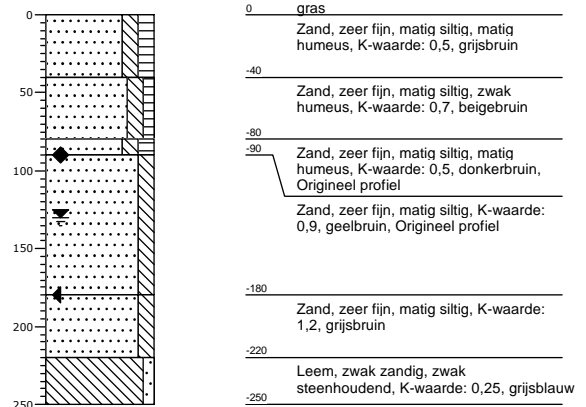 0
50
100
150
200
250
0
gras
Zand, zeer fijn, matig siltig, matig
humeus, K-waarde: 0,5, grijsbruin
-40
Zand, zeer fijn, matig siltig, zwak
humeus, K-waarde: 0,7, beigebruin
-80
-90
Zand, zeer fijn, matig siltig, matig
humeus, K-waarde: 0,5, donkerbruin,
Origineel profiel
Zand, zeer fijn, matig siltig, K-waarde:
0,9, geelbruin, Origineel profiel
-180
Zand, zeer fijn, matig siltig, K-waarde:
1,2, grijsbruin
-220
Leem, zwak zandig, zwak
steenhoudend, K-waarde: 0,25, grijsblauw
-250